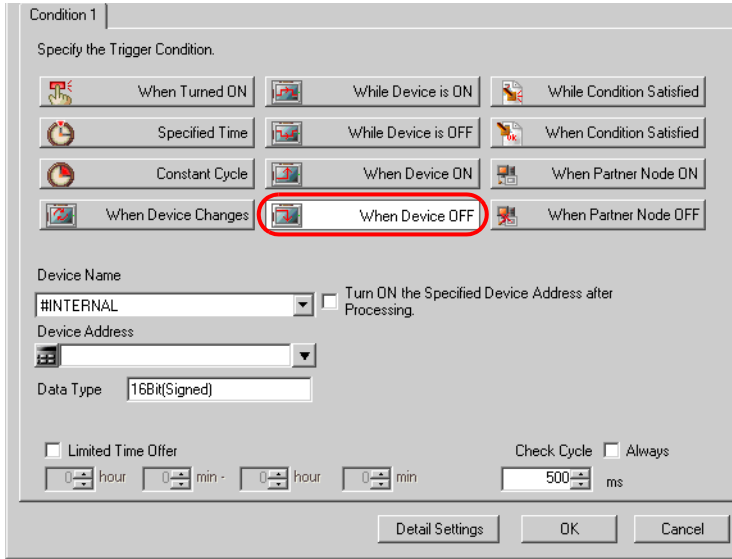 Condition 1
Specify the Trigger Condition.
When Turned ON
While Device is ON
While Condition Satisfied
Specified Time
While Device is OFF
When Condition Satisfied
Constant Cycle
When Device ON
When Partner Node ON
When Device Changes
When Device OFF
When Partner Node OFF
Device Name
#INTERNAL
Turn ON the Specified Device Address after
Processing.
Device Address
Data Type 16Bit(Signed)
Limited Time Offer
Check Cycle Always
0 hour 0 min - 0 hour 0 min
500 ms
Detail Settings OK Cancel